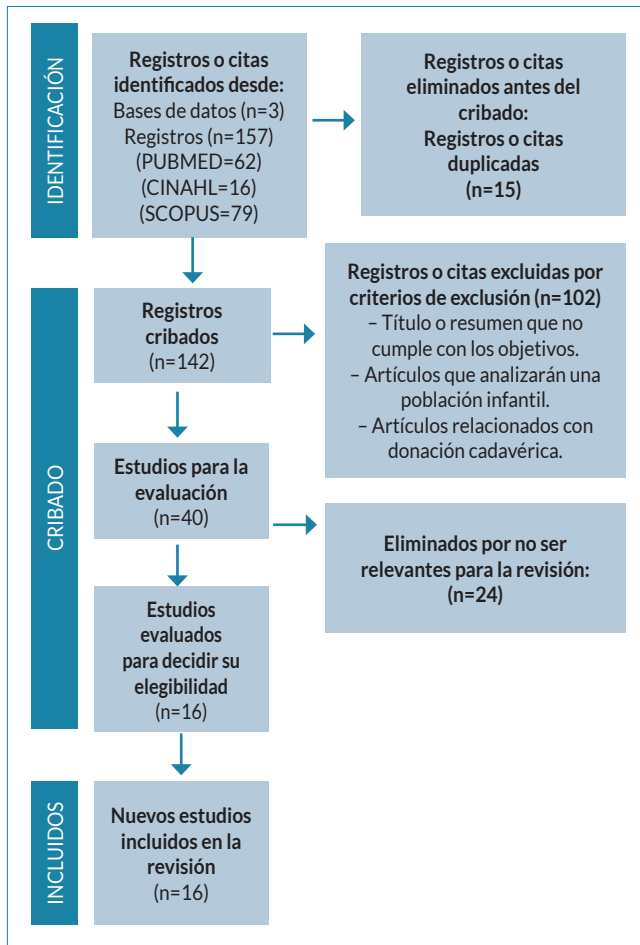 IDENTIFICACIÓN
Registros o citas
identificados desde:
Bases de datos (n=3)
Registros (n=157)
(PUBMED=62)
(CINAHL=16)
(SCOPUS=79)
Registros o citas
eliminados antes del
cribado:
Registros o citas
duplicadas
(n=15)
CRIBADO
Registros
cribados
(n=142)
Registros o citas excluidas por
criterios de exclusión (n=102)
– Título o resumen que no
cumple con los objetivos.
– Artículos que analizarán una
población infantil.
– Artículos relacionados con
donación cadavérica.
Estudios para la
evaluación
(n=40)
Eliminados por no ser
relevantes para la revisión:
(n=24)
Estudios
evaluados
para decidir su
elegibilidad
(n=16)
INCLUIDOS
Nuevos estudios
incluidos en la
revisión
(n=16)